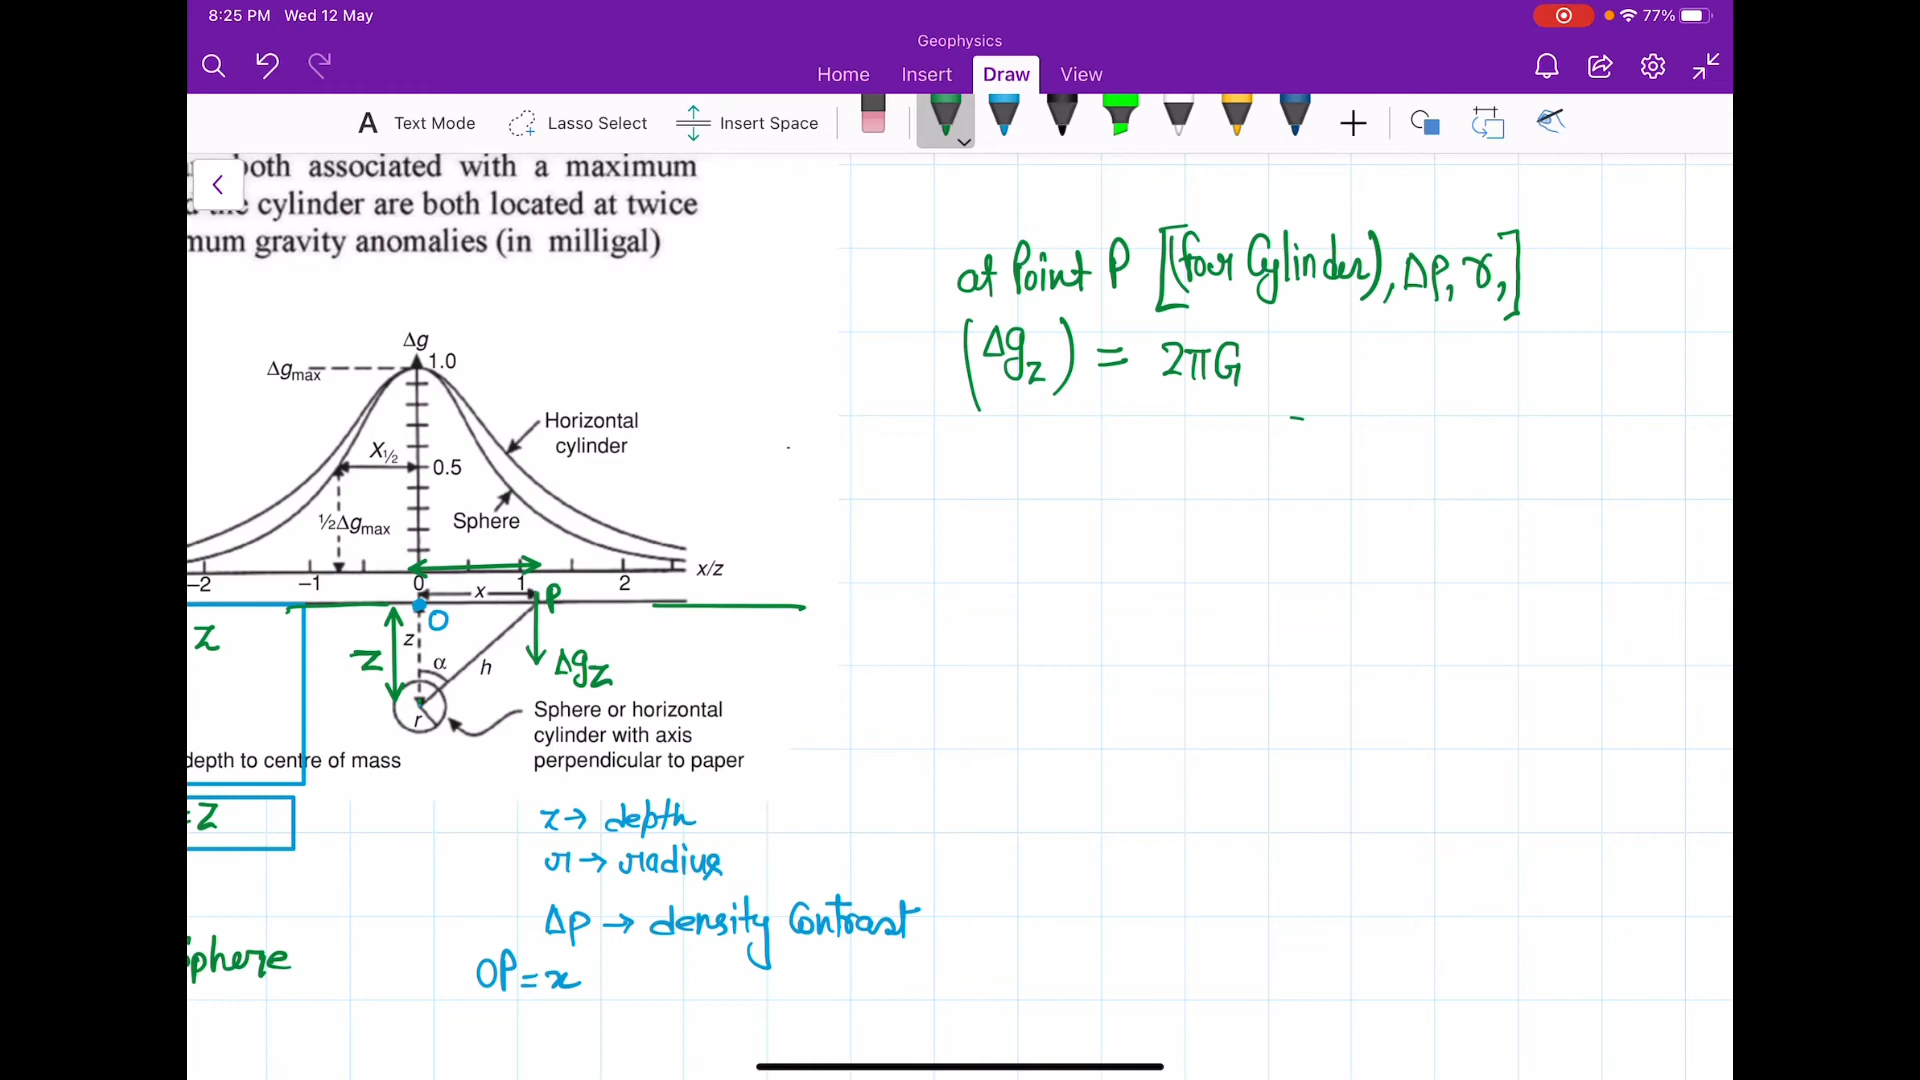 8:25 PM Wed 12 May
77%
Geophysics
Home Insert Draw View
A Text Mode Lasso Select Insert Space
both associated with a maximum
cylinder are both located at twice
mum gravity anomalies (in milligal)
at Point P [(for Cylinder), Δρ, r,]
(Δg_z) = 2πG
Δg
Δgmax 1.0
Horizontal
cylinder
X½ 0.5
Sphere
½Δgmax
x/z
–2 –1 0 1 2
x P
O
z
z z
α h Δgz
r
Sphere or horizontal
cylinder with axis
perpendicular to paper
depth to centre of mass
=z
z → depth
r → radius
Δρ → density Contrast
sphere
OP = x